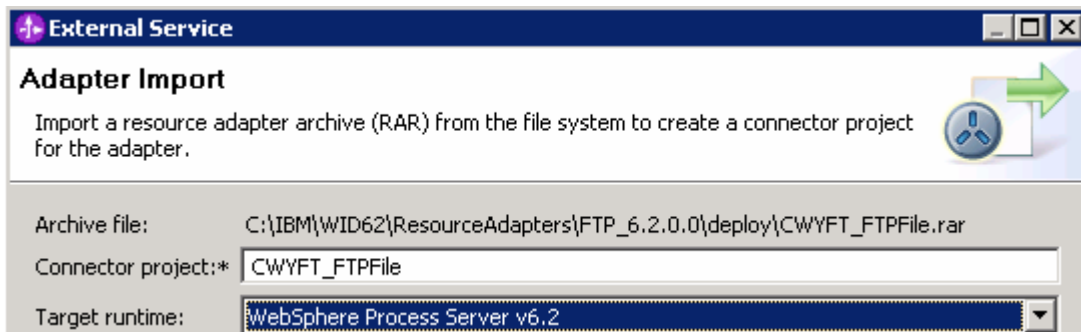 External Service
Adapter Import
Import a resource adapter archive (RAR) from the file system to create a connector project
for the adapter.
Archive file: C:\IBM\WID62\ResourceAdapters\FTP_6.2.0.0\deploy\CWYFT_FTPFile.rar
Connector project:* CWYFT_FTPFile
Target runtime: WebSphere Process Server v6.2